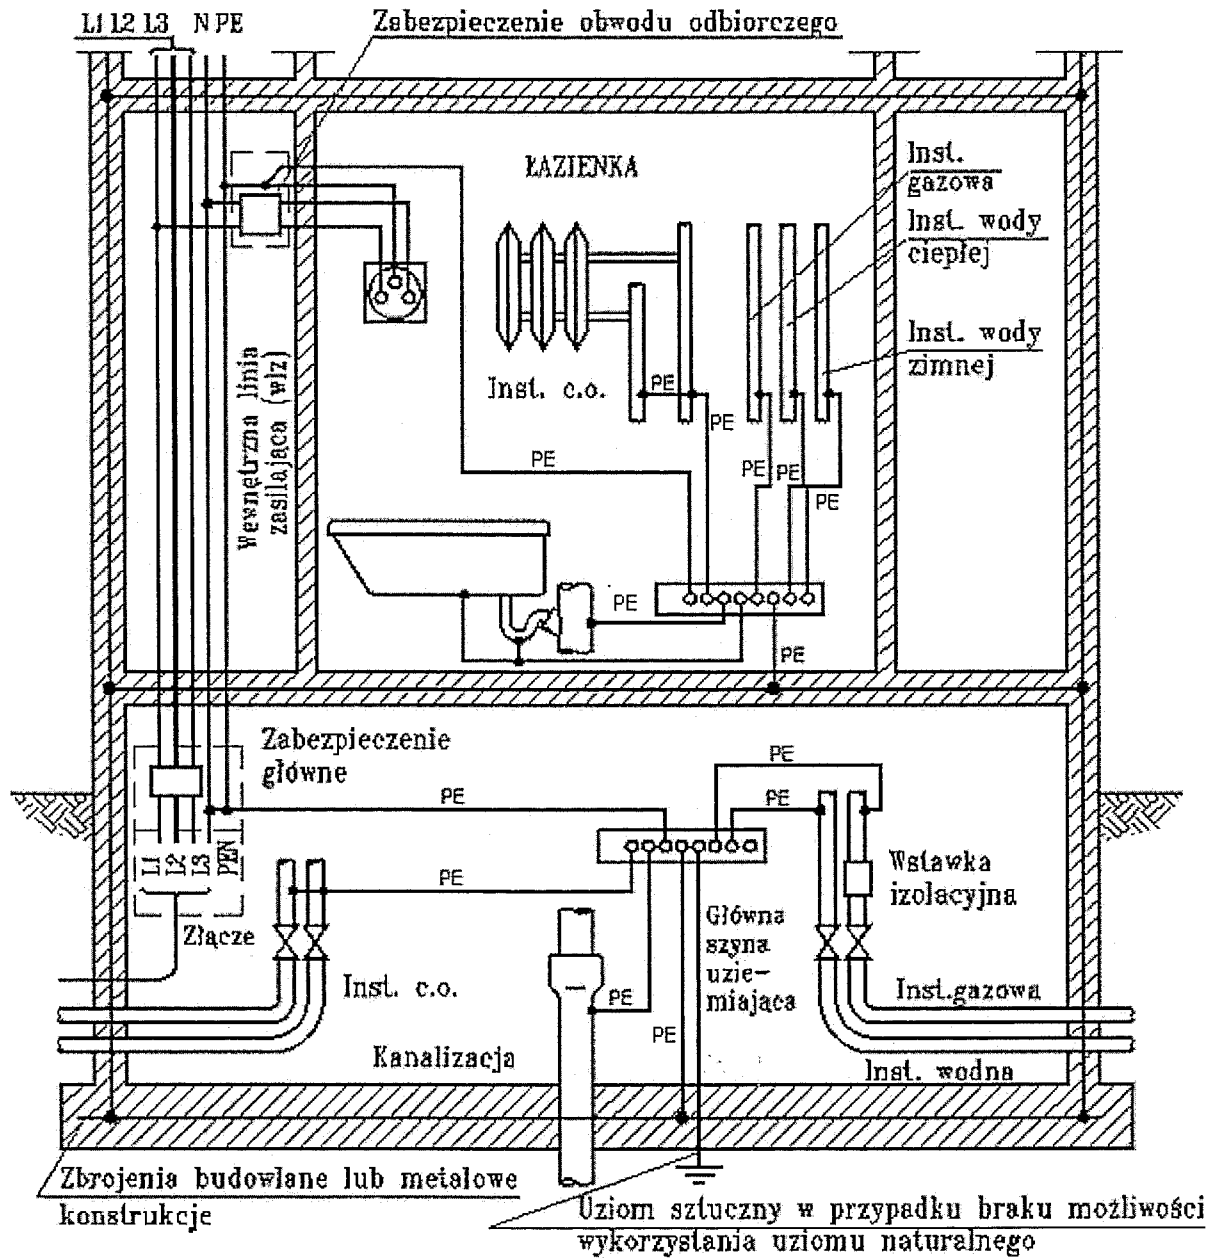 L1 L2 L3 N PE
Zabezpieczenie obwodu odbiorczego
ŁAZIENKA
Inst.
gazowa
Inst. wody
ciepłej
Inst. wody
zimnej
Wewnętrzna linia
zasilająca (wlz)
Inst. c.o.
PE
PE
PE
PE
PE
PE
PE
PE
Zabezpieczenie
główne
PE
PE
PE
L1
L2
L3
PEN
Złącze
PE
Wstawka
izolacyjna
Główna
szyna
uzie-
miająca
Inst. c.o.
PE
PE
Inst.gazowa
Kanalizacja
Inst. wodna
Zbrojenia budowlane lub metalowe
konstrukcje
Uziom sztuczny w przypadku braku możliwości
wykorzystania uziomu naturalnego